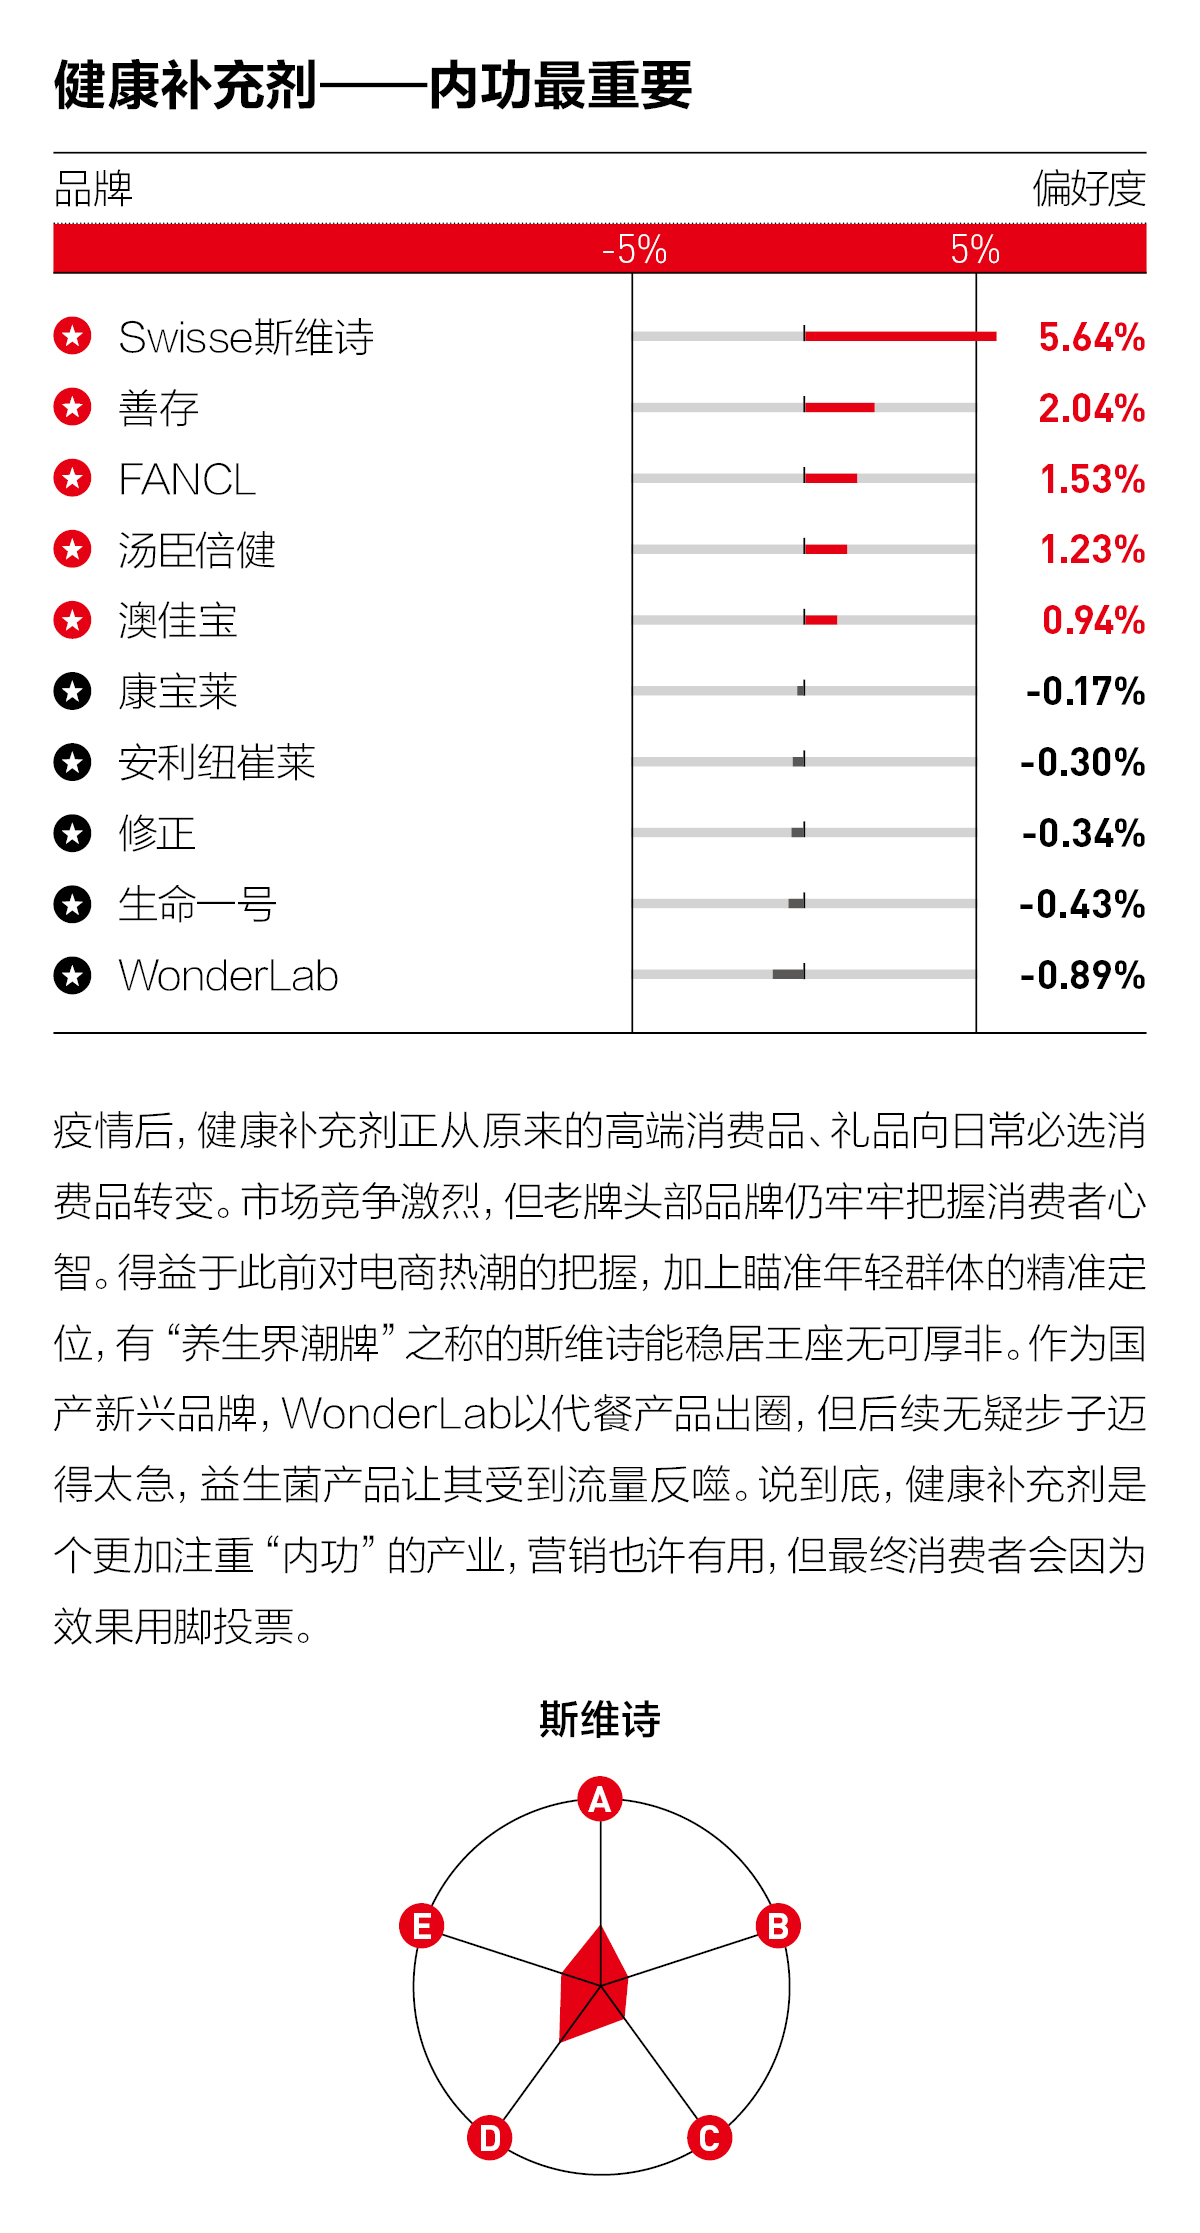 健康补充剂——内功最重要
品牌 偏好度
-5% 5%
Swisse斯维诗 5.64%
善存 2.04%
FANCL 1.53%
汤臣倍健 1.23%
澳佳宝 0.94%
康宝莱 -0.17%
安利纽崔莱 -0.30%
修正 -0.34%
生命一号 -0.43%
WonderLab -0.89%
疫情后，健康补充剂正从原来的高端消费品、礼品向日常必选消
费品转变。市场竞争激烈，但老牌头部品牌仍牢牢把握消费者心
智。得益于此前对电商热潮的把握，加上瞄准年轻群体的精准定
位，有“养生界潮牌”之称的斯维诗能稳居王座无可厚非。作为国
产新兴品牌，WonderLab以代餐产品出圈，但后续无疑步子迈
得太急，益生菌产品让其受到流量反噬。说到底，健康补充剂是
个更加注重“内功”的产业，营销也许有用，但最终消费者会因为
效果用脚投票。
斯维诗
A
E B
D C